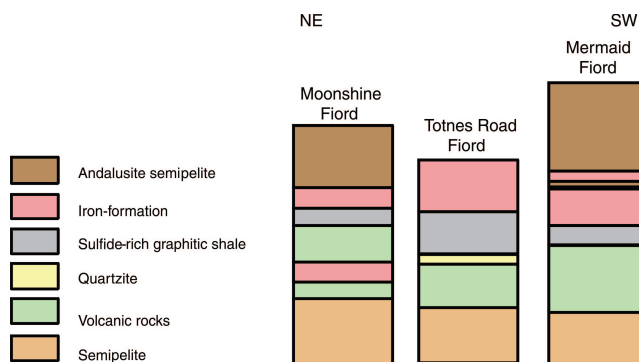 NE
SW
Mermaid
Fiord
Moonshine
Fiord
Totnes Road
Fiord
Andalusite semipelite
Iron-formation
Sulfide-rich graphitic shale
Quartzite
Volcanic rocks
Semipelite